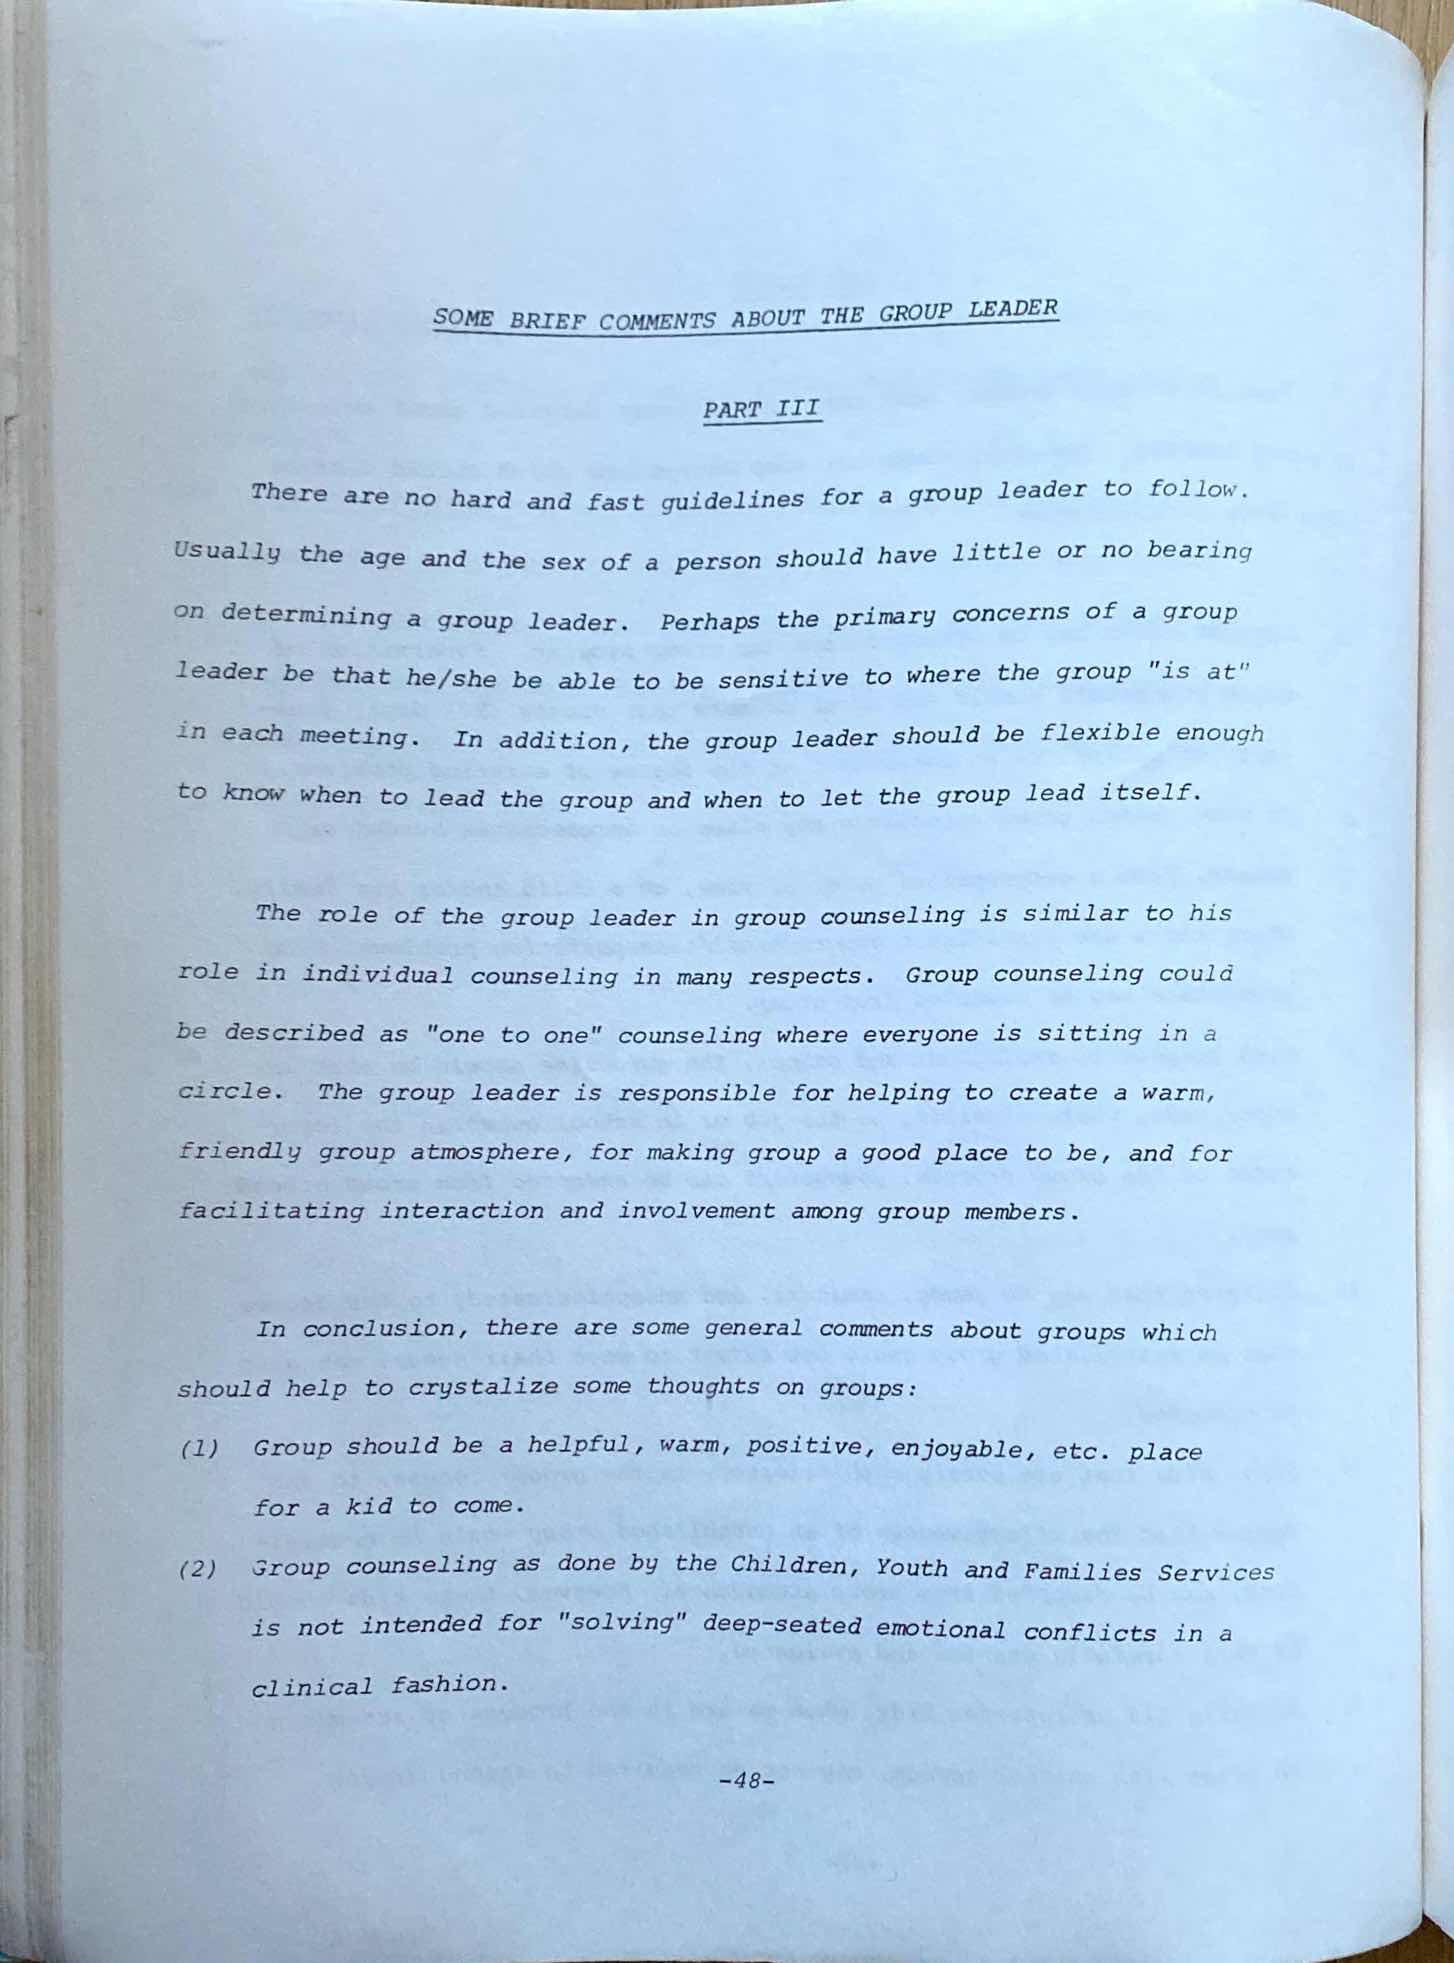 SOME BRIEF COMMENTS ABOUT THE GROUP LEADER
PART III
There are no hard and fast guidelines for a group leader to follow.
Usually the age and the sex of a person should have little or no bearing
on determining a group leader. Perhaps the primary concerns of a group
leader be that he/she be able to be sensitive to where the group "is at"
in each meeting. In addition, the group leader should be flexible enough
to know when to lead the group and when to let the group lead itself.
The role of the group leader in group counseling is similar to his
role in individual counseling in many respects. Group counseling could
be described as "one to one" counseling where everyone is sitting in a
circle. The group leader is responsible for helping to create a warm,
friendly group atmosphere, for making group a good place to be, and for
facilitating interaction and involvement among group members.
In conclusion, there are some general comments about groups which
should help to crystalize some thoughts on groups:
(1) Group should be a helpful, warm, positive, enjoyable, etc. place
for a kid to come.
(2) Group counseling as done by the Children, Youth and Families Services
is not intended for "solving" deep-seated emotional conflicts in a
clinical fashion.
-48-